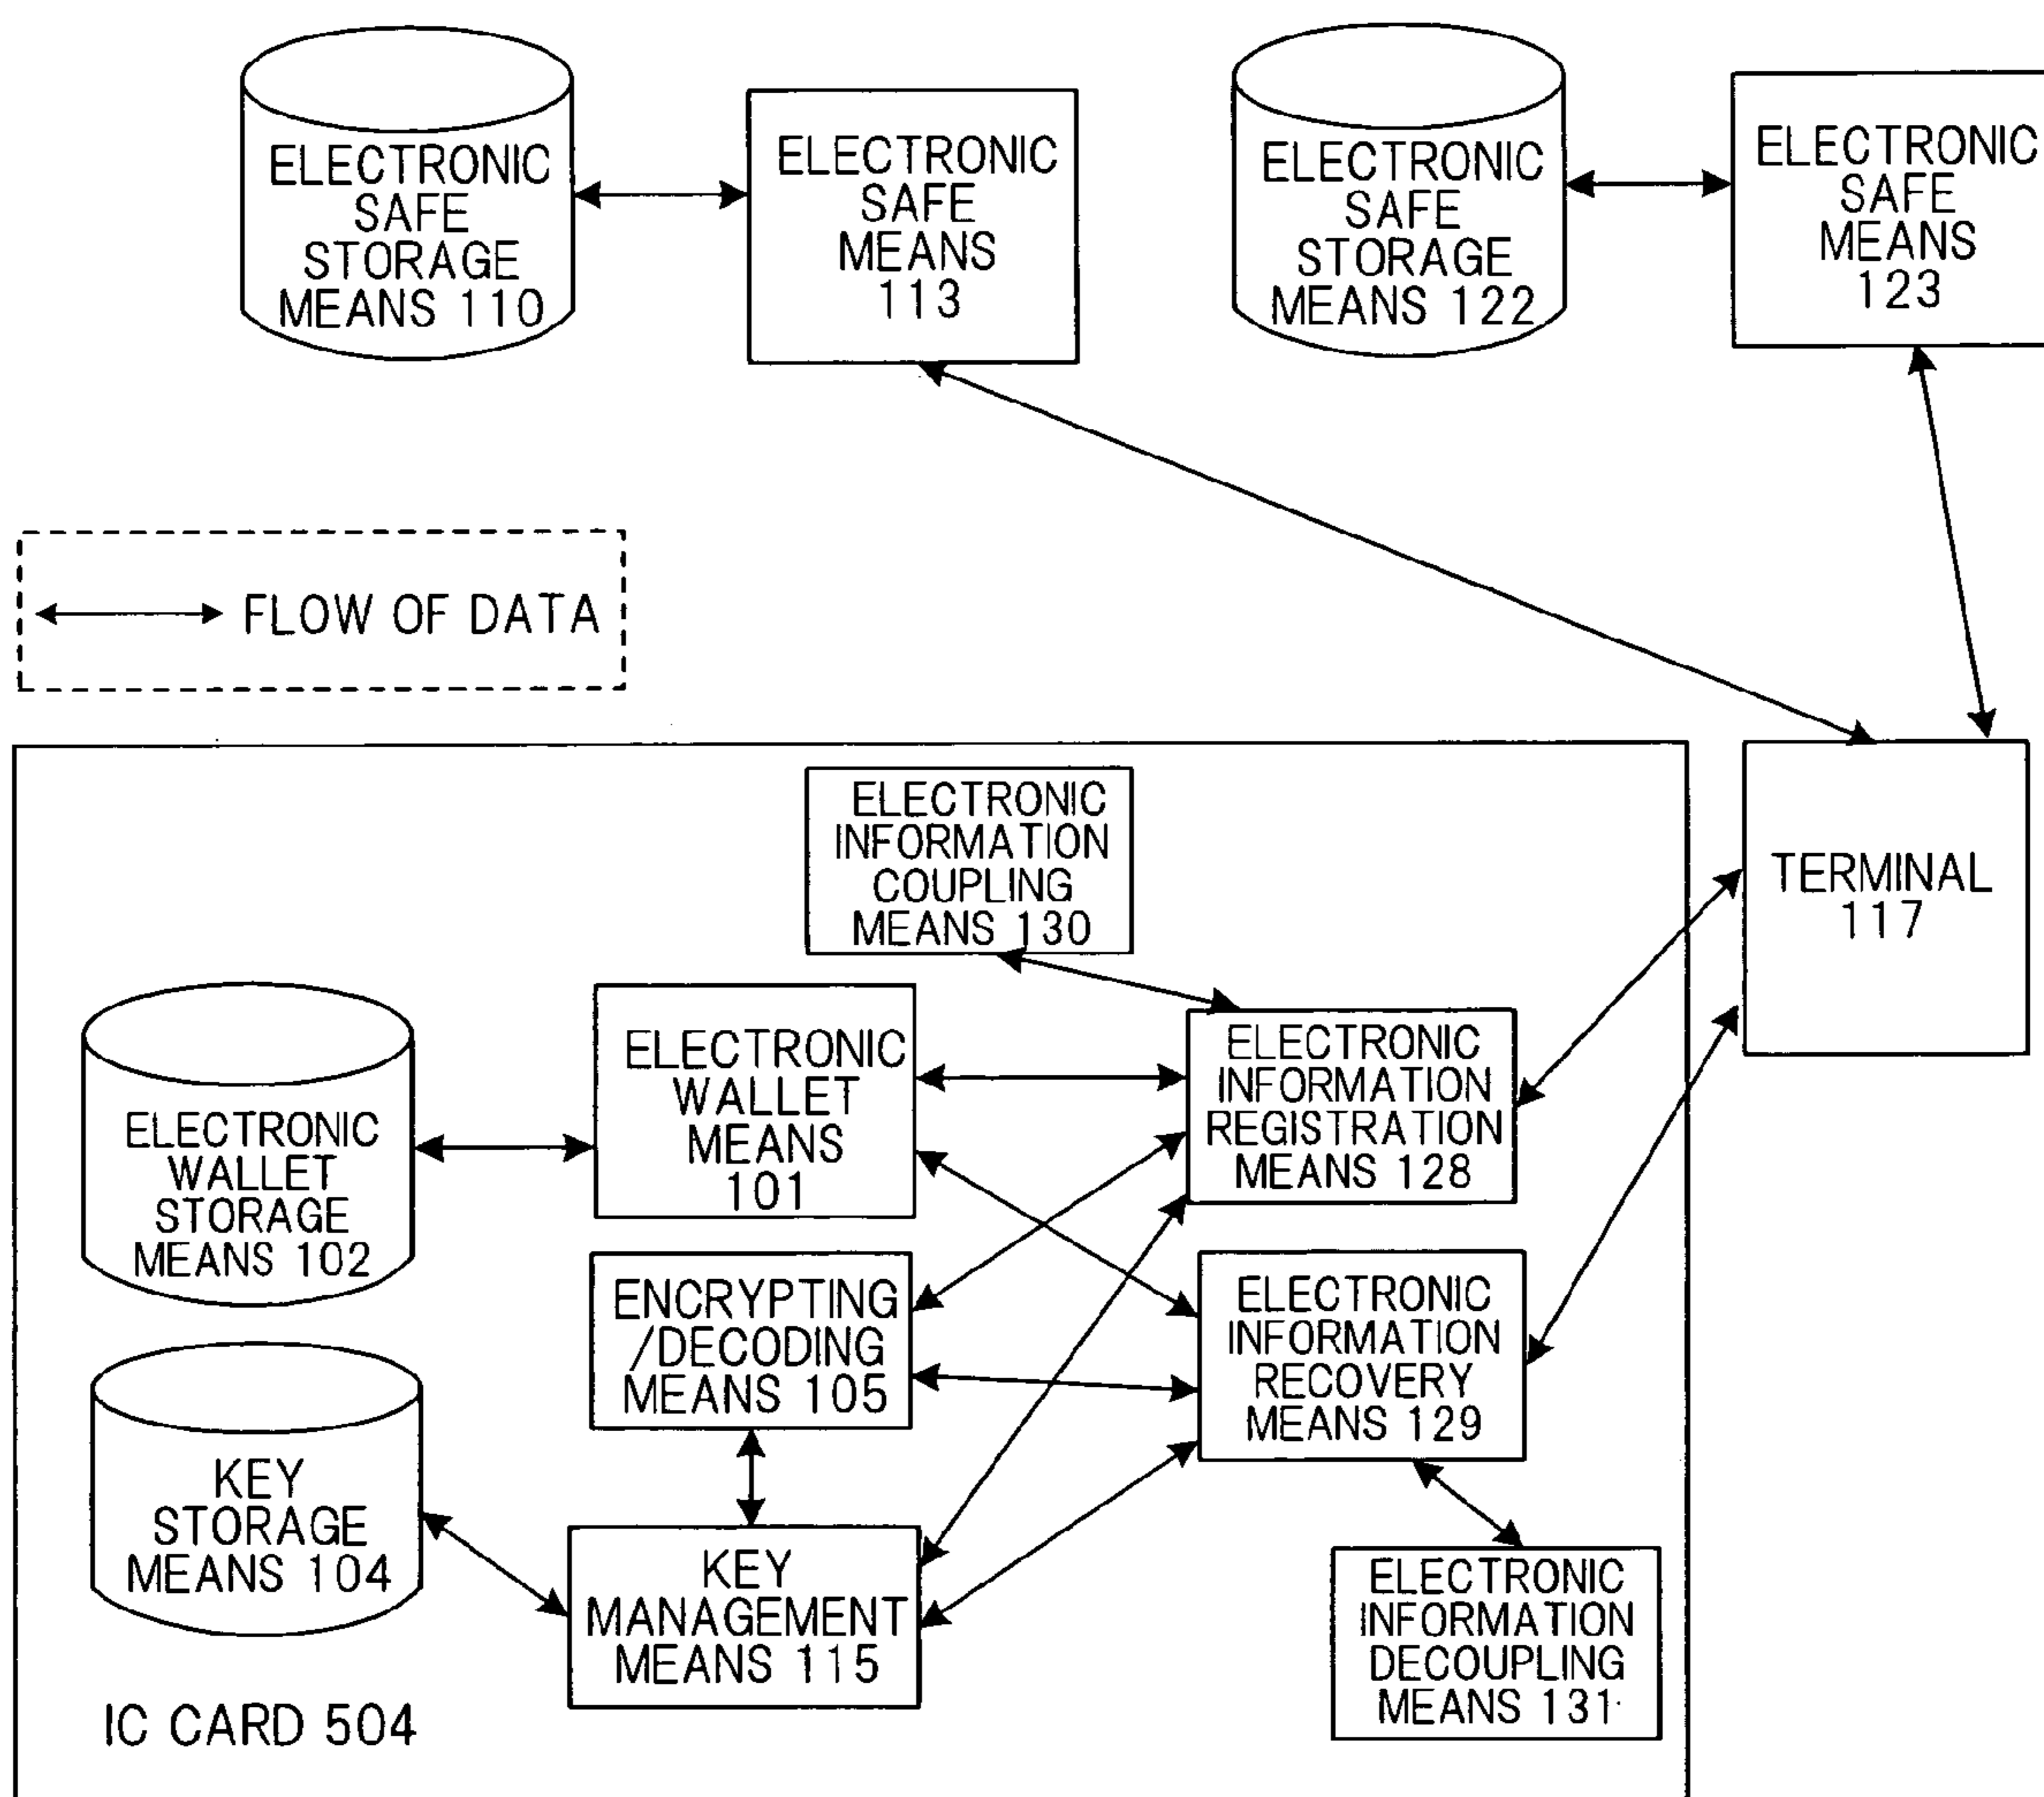 ELECTRONIC
SAFE
STORAGE
MEANS 110
ELECTRONIC
SAFE
MEANS
113
ELECTRONIC
SAFE
STORAGE
MEANS 122
ELECTRONIC
SAFE
MEANS
123
FLOW OF DATA
ELECTRONIC
INFORMATION
COUPLING
MEANS 130
TERMINAL
117
ELECTRONIC
WALLET
STORAGE
MEANS 102
ELECTRONIC
WALLET
MEANS
101
ELECTRONIC
INFORMATION
REGISTRATION
MEANS 128
ENCRYPTING
/DECODING
MEANS 105
ELECTRONIC
INFORMATION
RECOVERY
MEANS 129
KEY
STORAGE
MEANS 104
KEY
MANAGEMENT
MEANS 115
ELECTRONIC
INFORMATION
DECOUPLING
MEANS 131
IC CARD 504